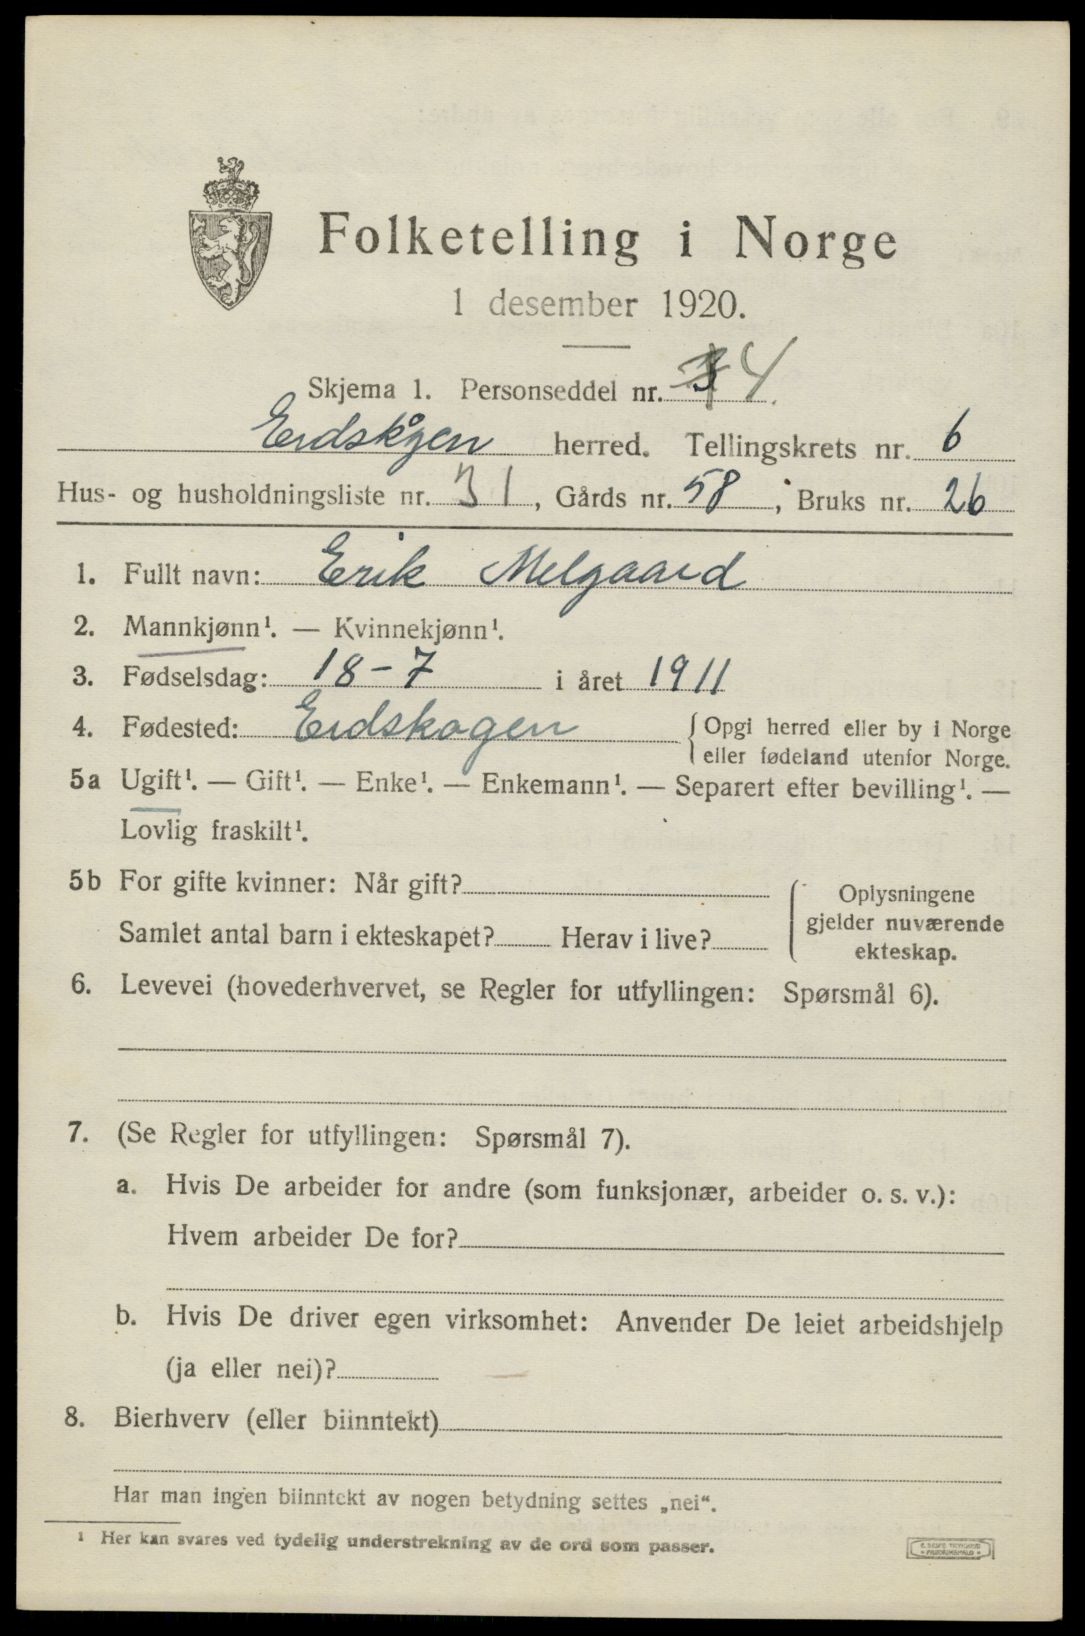 Folketelling i Norge
1 desember 1920.
Skjema 1. Personseddel nr. 4
Eidskogen herred. Tellingskrets nr. 6
Hus- og husholdningsliste nr. 31, Gårds nr. 58, Bruks nr. 26
1. Fullt navn: Erik Melgaard
2. Mannkjønn¹. — Kvinnekjønn¹.
3. Fødselsdag: 18-7 i året 1911
4. Fødested: Eidskogen { Opgi herred eller by i Norge
eller fødeland utenfor Norge.
5a Ugift¹. — Gift¹. — Enke¹. — Enkemann¹. — Separert efter bevilling¹. —
Lovlig fraskilt¹.
5b For gifte kvinner: Når gift?
Samlet antal barn i ekteskapet? Herav i live?
{ Oplysningene
gjelder nuværende
ekteskap.
6. Levevei (hovederhvervet, se Regler for utfyllingen: Spørsmål 6).
7. (Se Regler for utfyllingen: Spørsmål 7).
a. Hvis De arbeider for andre (som funksjonær, arbeider o. s. v.):
Hvem arbeider De for?
b. Hvis De driver egen virksomhet: Anvender De leiet arbeidshjelp
(ja eller nei)?
8. Bierhverv (eller biinntekt)
Har man ingen biinntekt av nogen betydning settes „nei“.
¹ Her kan svares ved tydelig understrekning av de ord som passer.